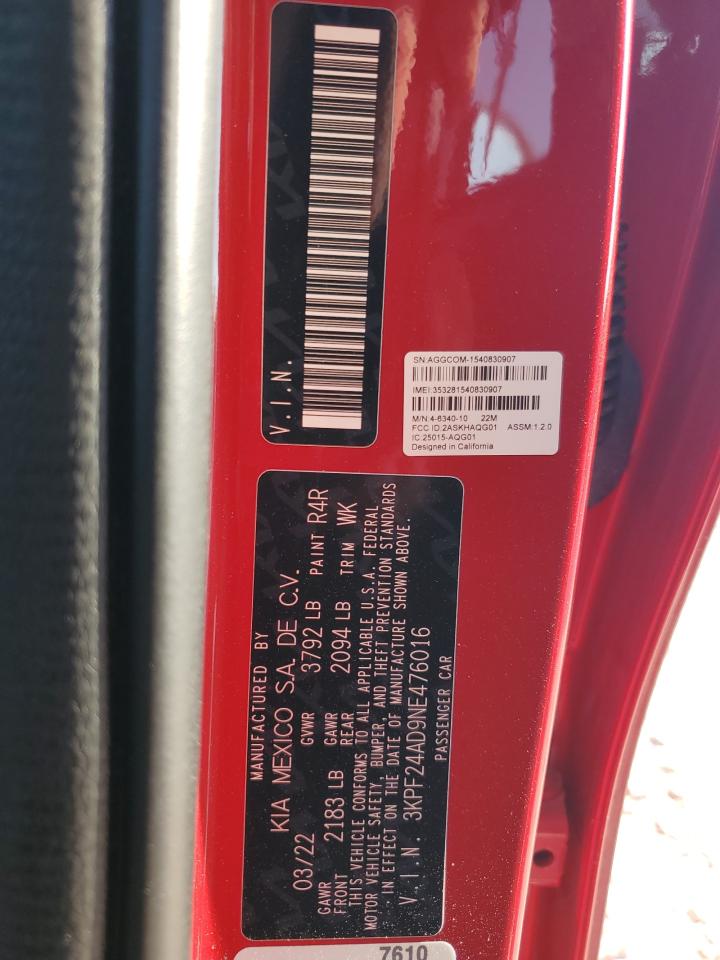 V.I.N.
SN:AGGCOM-1540830907
IMEI:353281540830907
M/N:4-6340-10 22M
FCC ID:2ASKHAQG01 ASSM:1.2.0
IC:25015-AQG01
Designed in California
MANUFACTURED BY
KIA MEXICO S.A. DE C.V.
03/22 GVWR 3792 LB PAINT R4R
GAWR FRONT 2183 LB GAWR REAR 2094 LB TRIM WK
THIS VEHICLE CONFORMS TO ALL APPLICABLE U.S.A. FEDERAL
MOTOR VEHICLE SAFETY, BUMPER, AND THEFT PREVENTION STANDARDS
IN EFFECT ON THE DATE OF MANUFACTURE SHOWN ABOVE.
V.I.N. 3KPF24AD9NE476016
PASSENGER CAR
7610